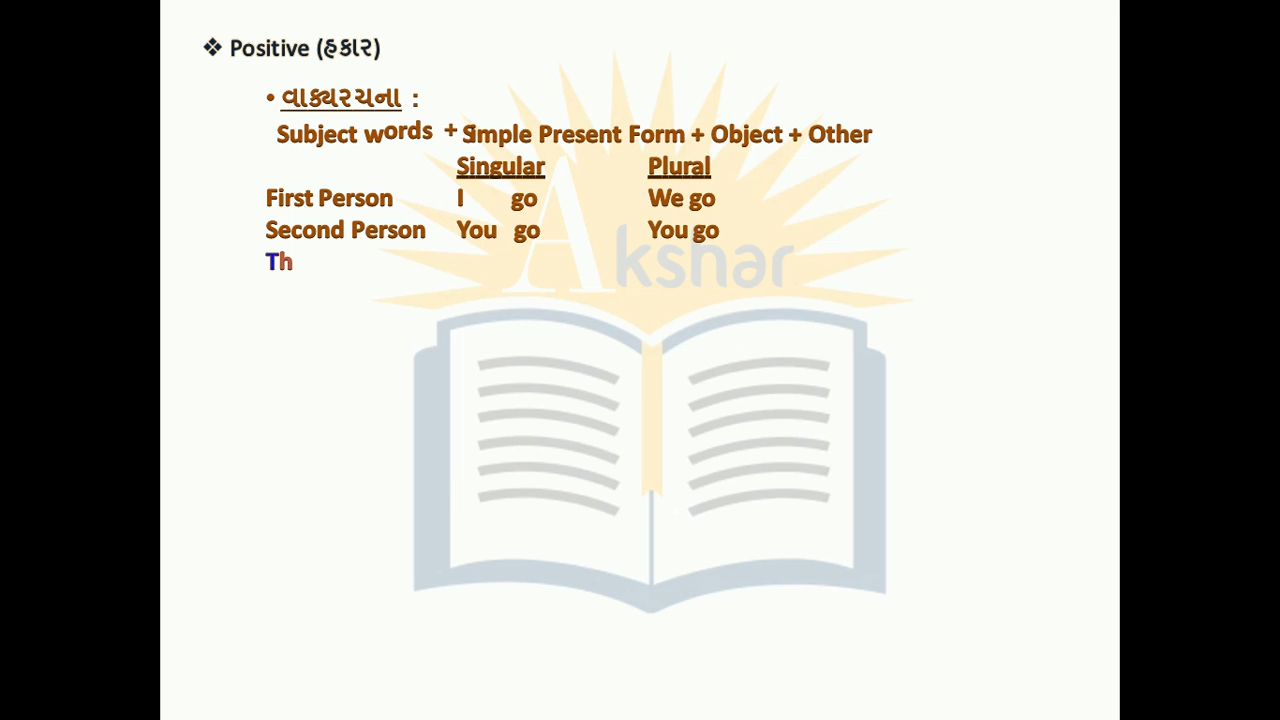 ❖ Positive (હકાર)
• વાક્યરચના :
Subject words + Simple Present Form + Object + Other
Singular Plural
First Person I go We go
Second Person You go You go
Th
Akshar